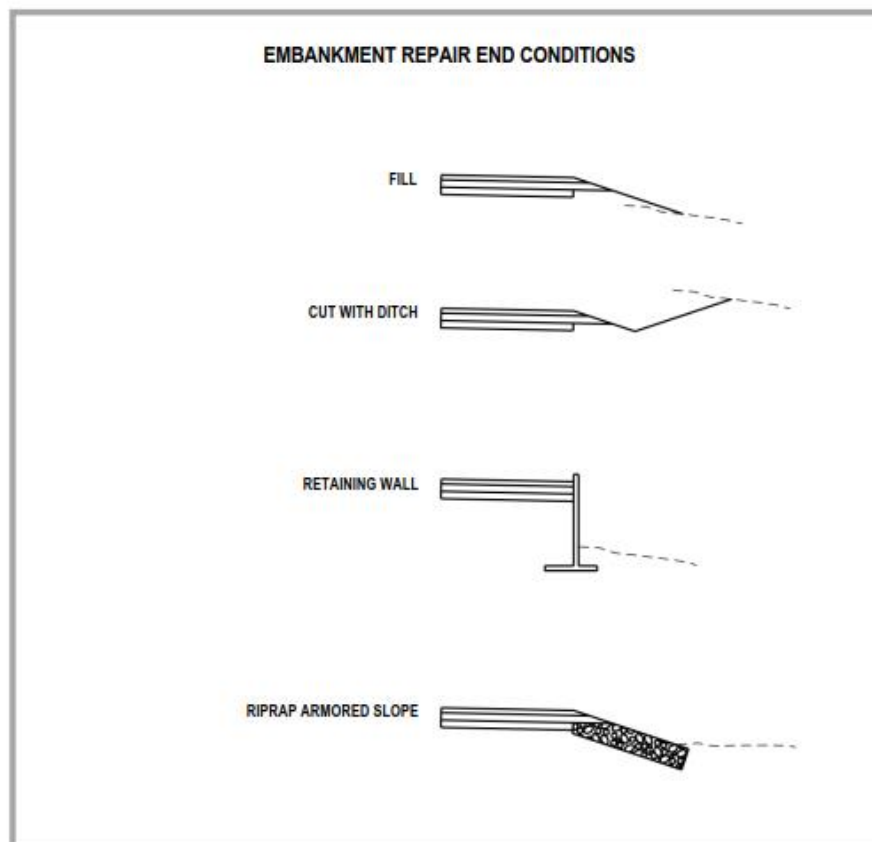 EMBANKMENT REPAIR END CONDITIONS
FILL
CUT WITH DITCH
RETAINING WALL
RIPRAP ARMORED SLOPE